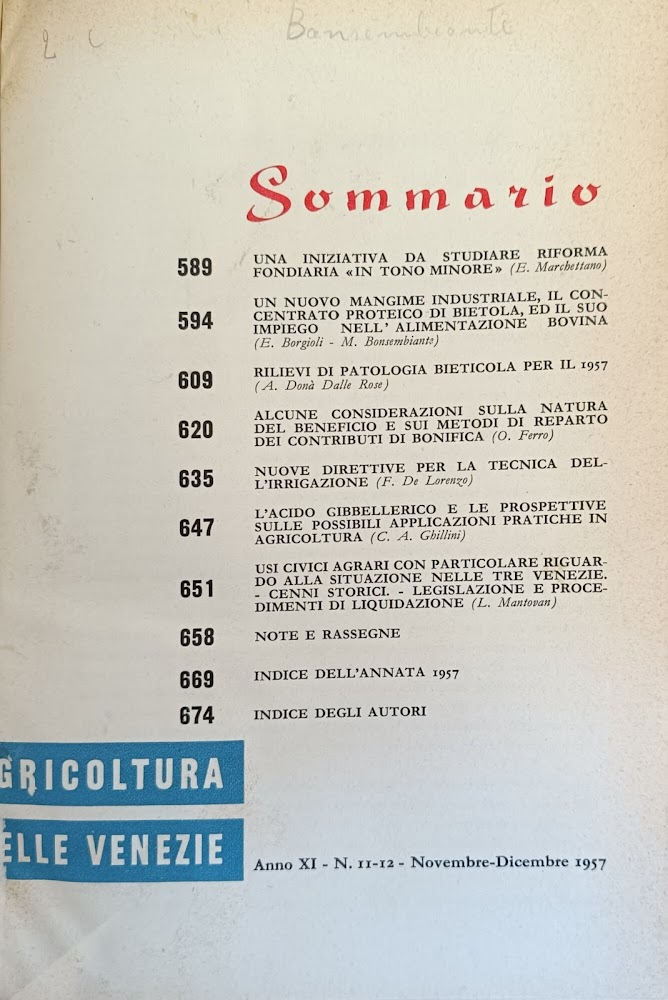 Bonsembiante
Sommario
589 UNA INIZIATIVA DA STUDIARE RIFORMA
FONDIARIA «IN TONO MINORE» (E. Marchettano)
594 UN NUOVO MANGIME INDUSTRIALE, IL CON-
CENTRATO PROTEICO DI BIETOLA, ED IL SUO
IMPIEGO NELL'ALIMENTAZIONE BOVINA
(E. Borgioli - M. Bonsembiante)
609 RILIEVI DI PATOLOGIA BIETICOLA PER IL 1957
(A. Donà Dalle Rose)
620 ALCUNE CONSIDERAZIONI SULLA NATURA
DEL BENEFICIO E SUI METODI DI REPARTO
DEI CONTRIBUTI DI BONIFICA (O. Ferro)
635 NUOVE DIRETTIVE PER LA TECNICA DEL-
L'IRRIGAZIONE (F. De Lorenzo)
647 L'ACIDO GIBBELLERICO E LE PROSPETTIVE
SULLE POSSIBILI APPLICAZIONI PRATICHE IN
AGRICOLTURA (C. A. Ghillini)
651 USI CIVICI AGRARI CON PARTICOLARE RIGUAR-
DO ALLA SITUAZIONE NELLE TRE VENEZIE.
- CENNI STORICI. - LEGISLAZIONE E PROCE-
DIMENTI DI LIQUIDAZIONE (L. Mantovan)
658 NOTE E RASSEGNE
669 INDICE DELL'ANNATA 1957
674 INDICE DEGLI AUTORI
GRICOLTURA
ELLE VENEZIE
Anno XI - N. 11-12 - Novembre-Dicembre 1957